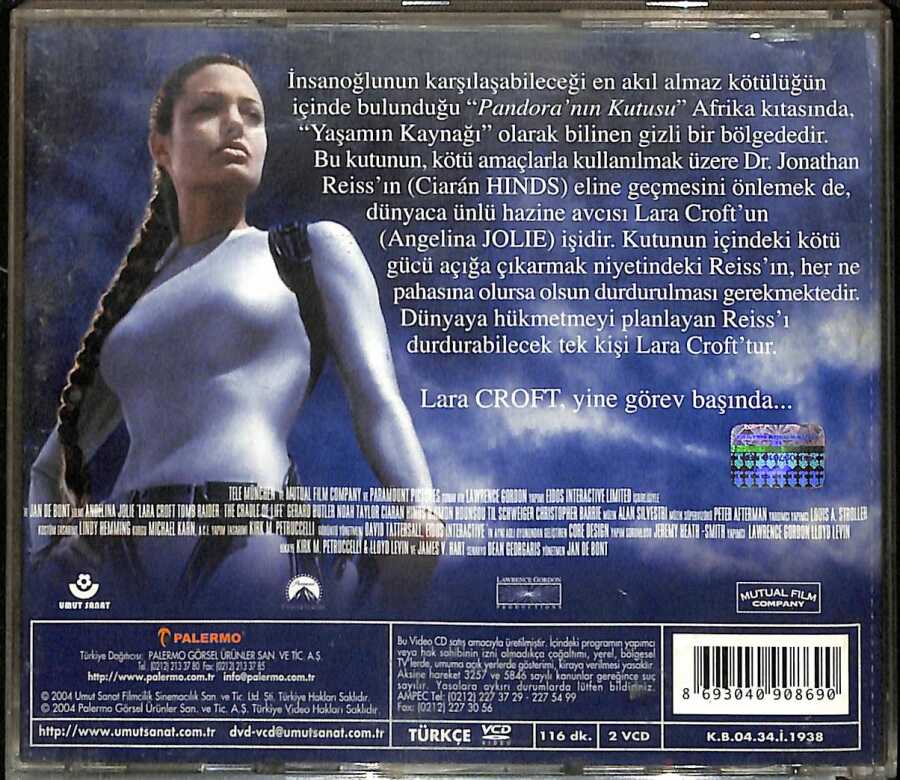 İnsanoğlunun karşılaşabileceği en akıl almaz kötülüğün
içinde bulunduğu “Pandora’nın Kutusu” Afrika kıtasında,
“Yaşamın Kaynağı” olarak bilinen gizli bir bölgededir.
Bu kutunun, kötü amaçlarla kullanılmak üzere Dr. Jonathan
Reiss’ın (Ciarán HINDS) eline geçmesini önlemek de,
dünyaca ünlü hazine avcısı Lara Croft’un
(Angelina JOLIE) işidir. Kutunun içindeki kötü
gücü açığa çıkarmak niyetindeki Reiss’ın, her ne
pahasına olursa olsun durdurulması gerekmektedir.
Dünyaya hükmetmeyi planlayan Reiss’ı
durdurabilecek tek kişi Lara Croft’tur.
Lara CROFT, yine görev başında...
TELE MÜNCHEN MUTUAL FILM COMPANY VE PARAMOUNT PICTURES LAWRENCE GORDON YAPIMI EIDOS INTERACTIVE LIMITED
JAN DE BONT ANGELINA JOLIE LARA CROFT TOMB RAIDER: THE CRADLE OF LIFE GERARD BUTLER NOAH TAYLOR CIARAN DJIMON HOUNSOU TIL SCHWEIGER CHRISTOPHER BARRIE MÜZİK ALAN SILVESTRI PETER AFTERMAN LOUIS A. STROLLER
LINDY HEMMING MICHAEL KAHN, A.C.E. KIRK M. PETRUCCELLI DAVID TATTERSALL, EIDOS INTERACTIVE CORE DESIGN JEREMY HEATH-SMITH LAWRENCE GORDON LLOYD LEVIN
KIRK M. PETRUCCELLI & LLOYD LEVIN VE JAMES V. HART SENARYO DEAN GEORGARIS YÖNETMEN JAN DE BONT
UMUT SANAT
Paramount
LAWRENCE GORDON
PRODUCTIONS
MUTUAL FILM
COMPANY
PALERMO
Türkiye Dağıtıcısı: PALERMO GÖRSEL ÜRÜNLER SAN. VE TİC. A.Ş.
Tel: (0212) 213 37 80 Fax: (0212) 213 37 85
http://www.palermo.com.tr info@palermo.com.tr
© 2004 Umut Sanat Filmcilik Sinemacılık San. ve Tic. Ltd. Şti. Türkiye Hakları Saklıdır.
© 2004 Palermo Görsel Ürünler San. ve Tic. A.Ş. Türkiye Video Hakları Saklıdır.
http://www.umutsanat.com.tr dvd-vcd@umutsanat.com.tr
Bu Video CD satış amacıyla üretilmiştir. İçindeki programın yapımcı
veya hak sahibinin izni olmadıkça çoğaltımı, yerel, bölgesel
TV'lerde, umuma açık yerlerde gösterimi, kiraya verilmesi yasaktır.
Aksine hareket 3257 ve 5846 sayılı kanunlar gereğince suç
sayılır. Yasalara aykırı durumlarda lütfen bildiriniz.
AMPEC Tel: (0212) 227 37 29 - 227 54 99
Fax: (0212) 227 30 56
TÜRKÇE VCD VIDEO 116 dk. 2 VCD
8 693040 908690
K.B.04.34.İ.1938